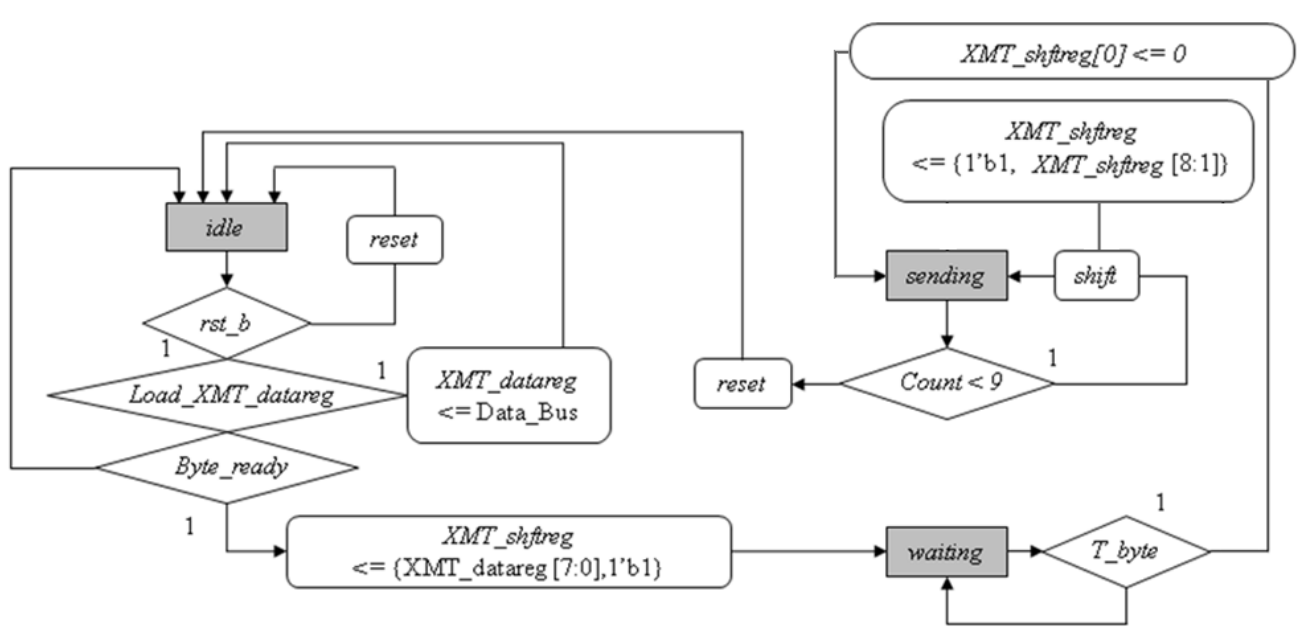 XMT_shftreg[0] <= 0
XMT_shftreg
<= {1'b1, XMT_shftreg [8:1]}
idle
reset
sending
shift
rst_b
1
Load_XMT_datareg
1
XMT_datareg
<= Data_Bus
reset
Count < 9
1
Byte_ready
1
XMT_shftreg
<= {XMT_datareg [7:0],1'b1}
waiting
T_byte
1